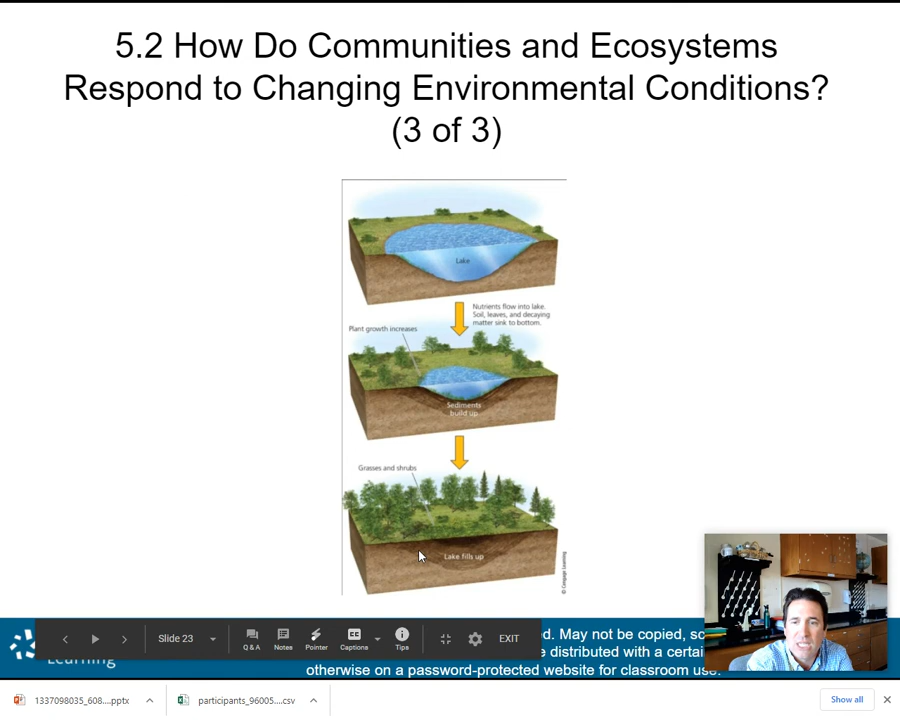 5.2 How Do Communities and Ecosystems
Respond to Changing Environmental Conditions?
(3 of 3)
Lake
Nutrients flow into lake.
Soil, leaves, and decaying
matter sink to bottom.
Plant growth increases
Sediments
build up
Grasses and shrubs
Lake fills up
© Cengage Learning
Slide 23
Q & A
Notes
Pointer
CC
Captions
Tips
EXIT
d. May not be copied, sc
e distributed with a certai
Learning
otherwise on a password-protected website for classroom use.
1337098035_608....pptx
participants_96005....csv
Show all